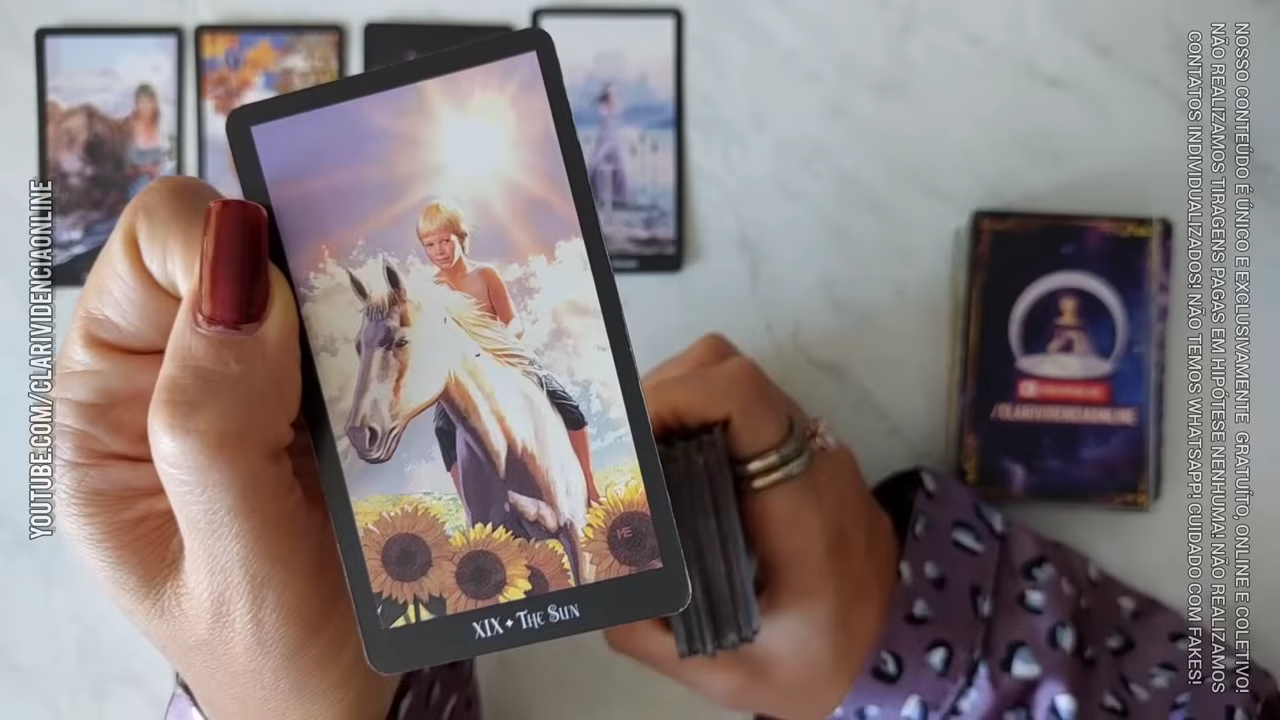 YOUTUBE.COM/CLARIVIDENCIAONLINE
XIX ✦ THE SUN
ME
/CLARIVIDENCIAONLINE
NOSSO CONTEÚDO É ÚNICO E EXCLUSIVAMENTE GRATUÍTO, ONLINE E COLETIVO!
NÃO REALIZAMOS TIRAGENS PAGAS EM HIPÓTESE NENHUMA! NÃO REALIZAMOS
CONTATOS INDIVIDUALIZADOS! NÃO TEMOS WHATSAPP! CUIDADO COM FAKES!